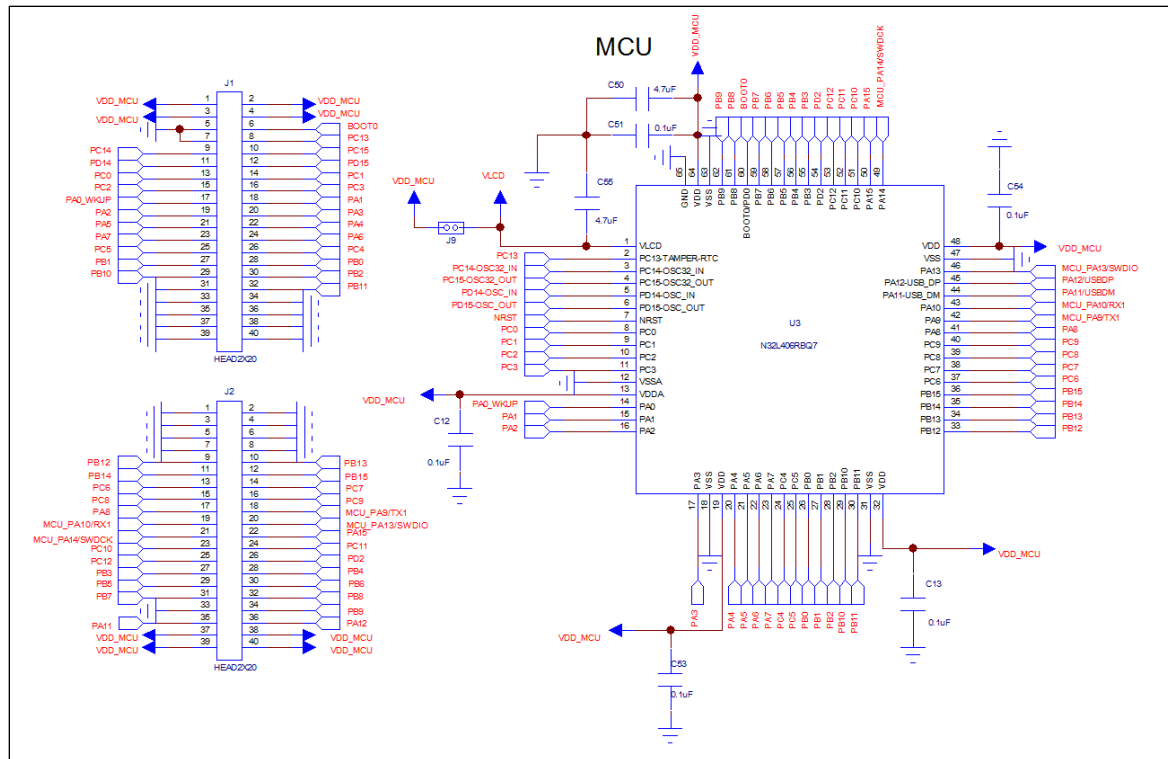 MCU
J1
VDD_MCU 1 2 VDD_MCU
VDD_MCU 3 4 VDD_MCU
5 6 BOOT0
7 8 PC13
PC14 9 10 PC15
PD14 11 12 PD15
PC0 13 14 PC1
PC2 15 16 PC3
PA0_WKUP 17 18 PA1
PA2 19 20 PA3
PA5 21 22 PA4
PA7 23 24 PA6
PC5 25 26 PC4
PB1 27 28 PB0
PB10 29 30 PB2
31 32 PB11
33 34
35 36
37 38
39 40
HEAD2X20
J2
1 2
3 4
5 6
7 8
PB12 9 10 PB13
PB14 11 12 PB15
PC6 13 14 PC7
PC8 15 16 PC9
PA8 17 18 MCU_PA9/TX1
MCU_PA10/RX1 19 20 MCU_PA13/SWDIO
MCU_PA14/SWDCK 21 22 PA15
PC10 23 24 PC11
PC12 25 26 PD2
PB3 27 28 PB4
PB5 29 30 PB6
PB7 31 32 PB8
33 34 PB9
PA11 35 36 PA12
VDD_MCU 37 38 VDD_MCU
VDD_MCU 39 40 VDD_MCU
HEAD2X20
VDD_MCU
C50 4.7uF
C51 0.1uF
C55 4.7uF
VDD_MCU VLCD
J9
PB9
PB8
BOOT0
PB7
PB6
PB5
PB4
PB3
PD2
PC12
PC11
PC10
PA15
MCU_PA14/SWDCK
65 GND
64 VDD
63 VSS
62 PB9
61 PB8
60 BOOT0/PD0
59 PB7
58 PB6
57 PB5
56 PB4
55 PB3
54 PD2
53 PC12
52 PC11
51 PC10
50 PA15
49 PA14
1 VLCD
PC13 2 PC13-TAMPER-RTC
PC14-OSC32_IN 3 PC14-OSC32_IN
PC15-OSC32_OUT 4 PC15-OSC32_OUT
PD14-OSC_IN 5 PD14-OSC_IN
PD15-OSC_OUT 6 PD15-OSC_OUT
NRST 7 NRST
PC0 8 PC0
PC1 9 PC1
PC2 10 PC2
PC3 11 PC3
12 VSSA
VDD_MCU 13 VDDA
PA0_WKUP 14 PA0
PA1 15 PA1
PA2 16 PA2
C12
0.1uF
U3
N32L406RBQ7
C54
0.1uF
VDD 48 VDD_MCU
VSS 47
PA13 46 MCU_PA13/SWDIO
PA12-USB_DP 45 PA12/USBDP
PA11-USB_DM 44 PA11/USBDM
PA10 43 MCU_PA10/RX1
PA9 42 MCU_PA9/TX1
PA8 41 PA8
PC9 40 PC9
PC8 39 PC8
PC7 38 PC7
PC6 37 PC6
PB15 36 PB15
PB14 35 PB14
PB13 34 PB13
PB12 33 PB12
PA3 17 PA3
VSS 18
VDD 19
PA4 20 PA4
PA5 21 PA5
PA6 22 PA6
PA7 23 PA7
PC4 24 PC4
PC5 25 PC5
PB0 26 PB0
PB1 27 PB1
PB2 28 PB2
PB10 29 PB10
PB11 30 PB11
VSS 31
VDD 32
VDD_MCU
C13
0.1uF
VDD_MCU
C53
0.1uF